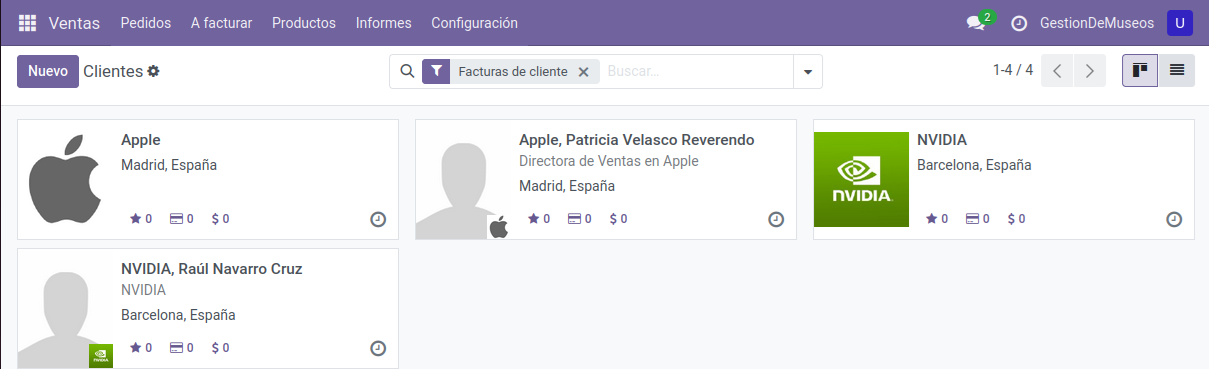 Ventas Pedidos A facturar Productos Informes Configuración 2 GestionDeMuseos U
Nuevo Clientes Facturas de cliente Buscar... 1-4 / 4
Apple
Madrid, España
0 0 $ 0
Apple, Patricia Velasco Reverendo
Directora de Ventas en Apple
Madrid, España
0 0 $ 0
NVIDIA
NVIDIA
Barcelona, España
0 0 $ 0
NVIDIA, Raúl Navarro Cruz
NVIDIA
Barcelona, España
NVIDIA
0 0 $ 0